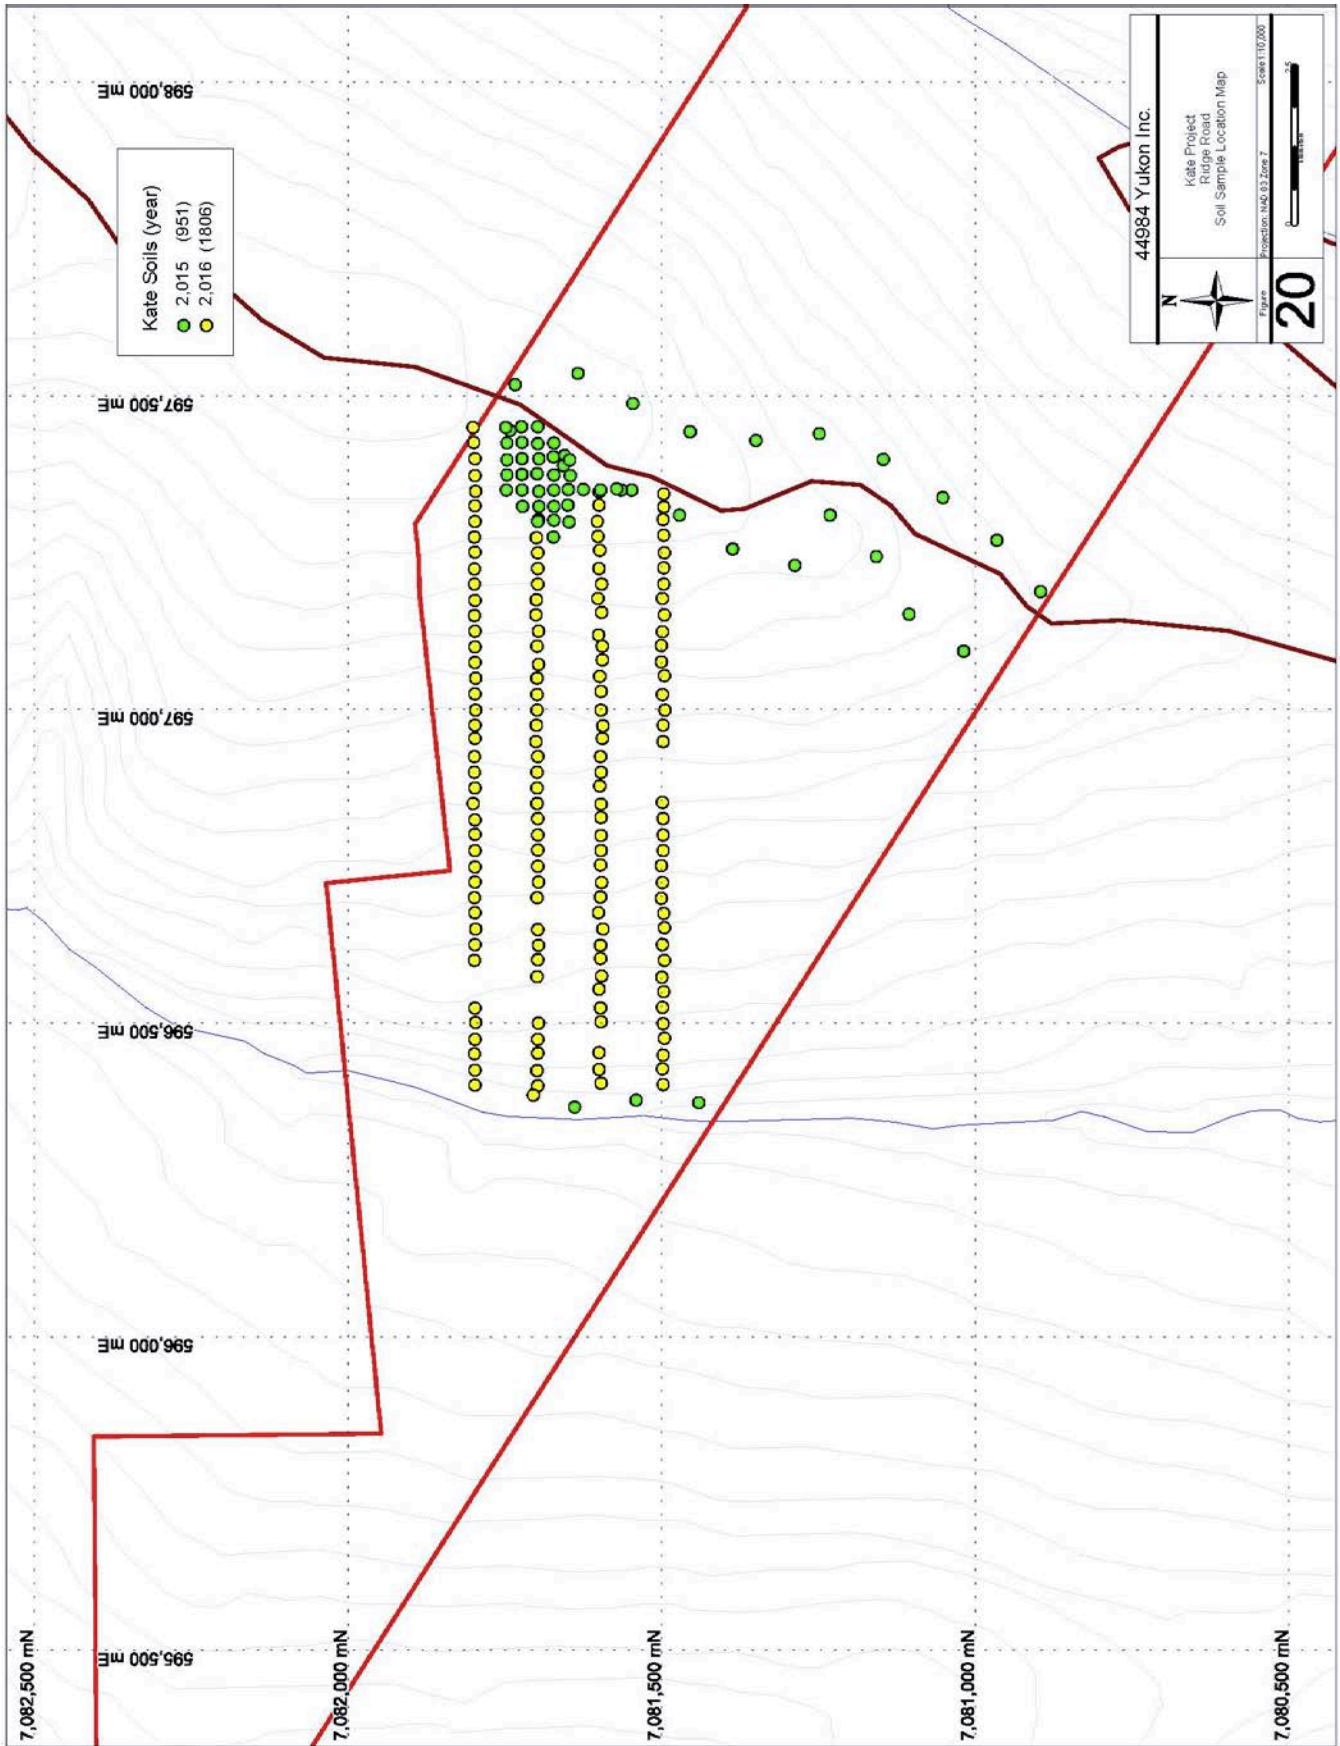 598,000 mE
597,500 mE
597,000 mE
596,500 mE
596,000 mE
595,500 mE
7,082,500 mN
7,082,000 mN
7,081,500 mN
7,081,000 mN
7,080,500 mN
Kate Soils (year)
2,015 (951)
2,016 (1806)
44984 Yukon Inc.
N
Kate Project
Ridge Road
Soil Sample Location Map
Figure
20
Projection: NAD 83 Zone 7
Scale 1:10,000
0